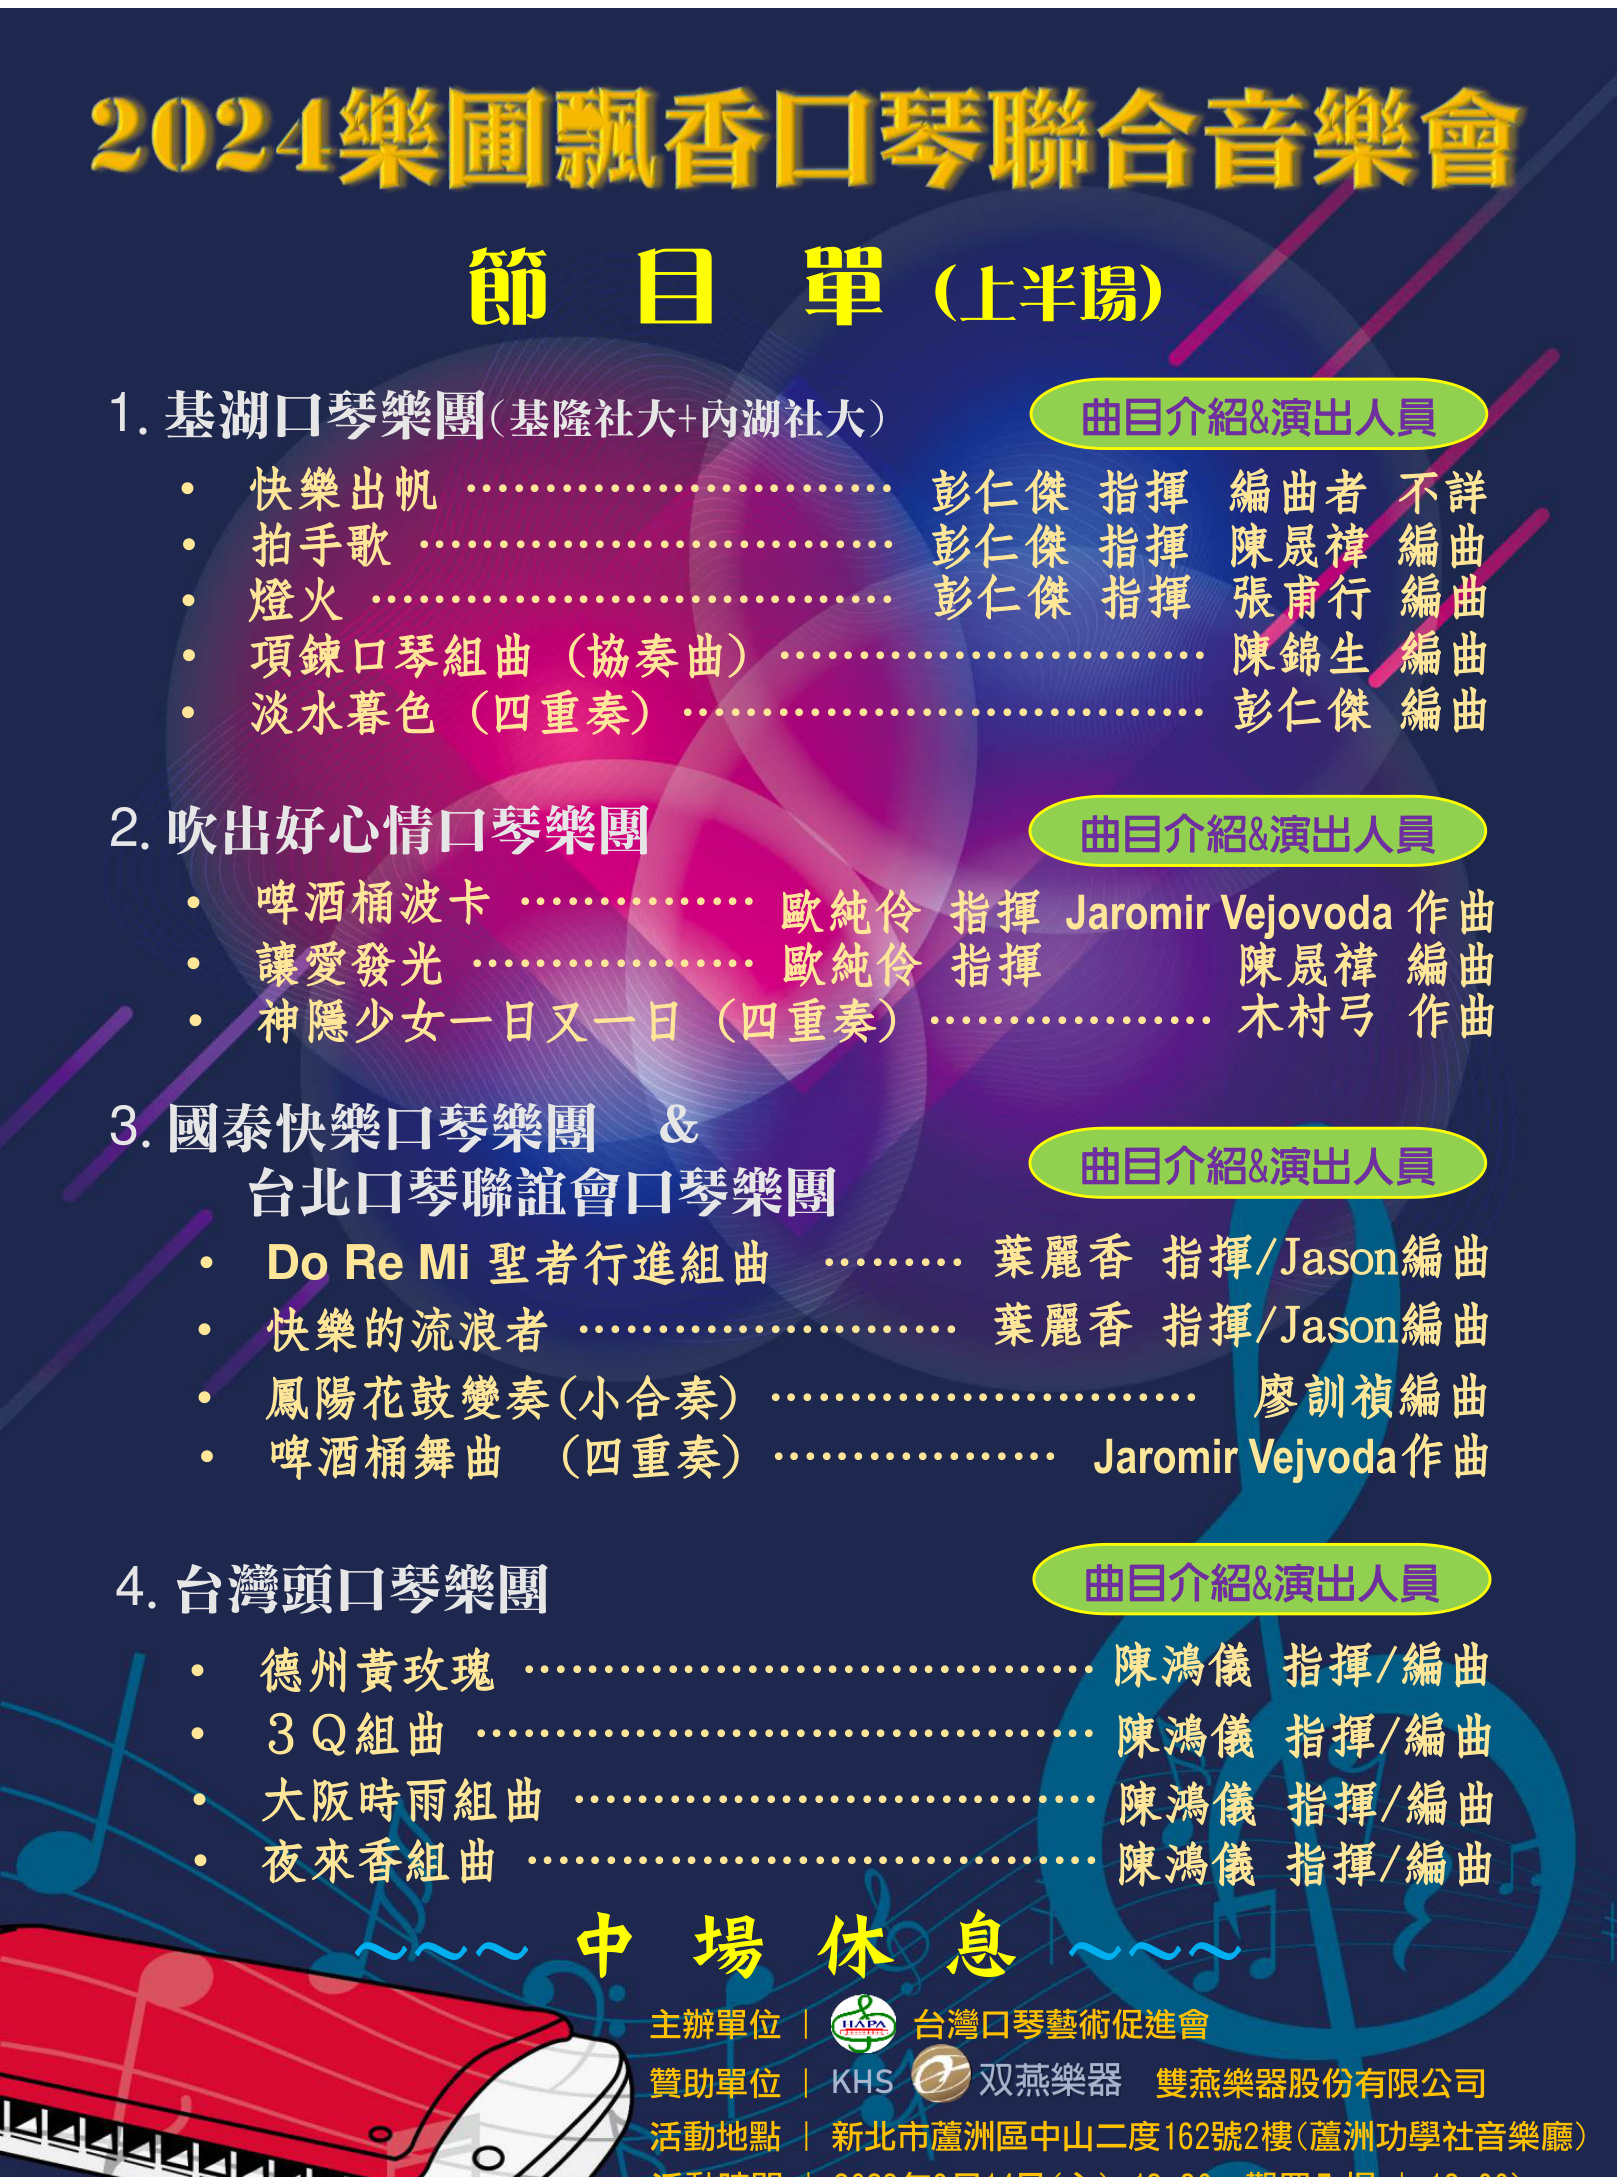 2024樂圃飄香口琴聯合音樂會
節 目 單 (上半場)
1. 基湖口琴樂團(基隆社大+內湖社大)
曲目介紹&演出人員
• 快樂出帆 ………………………… 彭仁傑 指揮 編曲者 不詳
• 拍手歌 ………………………… 彭仁傑 指揮 陳晟禕 編曲
• 燈火 ………………………… 彭仁傑 指揮 張甫行 編曲
• 項鍊口琴組曲 (協奏曲) ………………………… 陳錦生 編曲
• 淡水暮色 (四重奏) ………………………… 彭仁傑 編曲
2. 吹出好心情口琴樂團
曲目介紹&演出人員
• 啤酒桶波卡 …………… 歐純伶 指揮 Jaromir Vejovoda 作曲
• 讓愛發光 ……………… 歐純伶 指揮 陳晟禕 編曲
• 神隱少女一日又一日 (四重奏) ……………… 木村弓 作曲
3. 國泰快樂口琴樂團 &
台北口琴聯誼會口琴樂團
曲目介紹&演出人員
• Do Re Mi 聖者行進組曲 ……… 葉麗香 指揮/Jason編曲
• 快樂的流浪者 …………………… 葉麗香 指揮/Jason編曲
• 鳳陽花鼓變奏(小合奏) ……………………… 廖訓禎編曲
• 啤酒桶舞曲 (四重奏) ……………… Jaromir Vejvoda作曲
4. 台灣頭口琴樂團
曲目介紹&演出人員
• 德州黃玫瑰 ……………………………… 陳鴻儀 指揮/編曲
• 3Q組曲 ………………………………… 陳鴻儀 指揮/編曲
• 大阪時雨組曲 …………………………… 陳鴻儀 指揮/編曲
• 夜來香組曲 ……………………………… 陳鴻儀 指揮/編曲
~~~ 中 場 休 息 ~~~
主辦單位 | HAPA 台灣口琴藝術促進會
贊助單位 | KHS 双燕樂器 雙燕樂器股份有限公司
活動地點 | 新北市蘆洲區中山二度162號2樓(蘆洲功學社音樂廳)